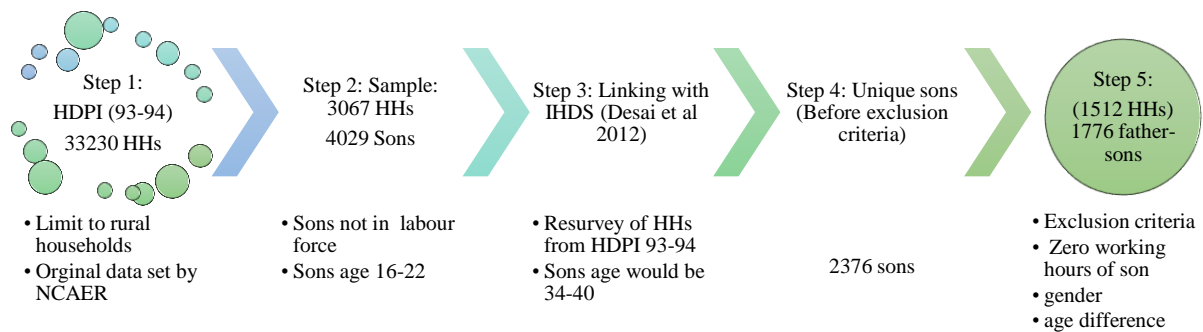 Step 1:
HDPI (93-94)
33230 HHs
• Limit to rural
households
• Orginal data set by
NCAER
Step 2: Sample:
3067 HHs
4029 Sons
• Sons not in labour
force
• Sons age 16-22
Step 3: Linking with
IHDS (Desai et al
2012)
• Resurvey of HHs
from HDPI 93-94
• Sons age would be
34-40
Step 4: Unique sons
(Before exclusion
criteria)
2376 sons
Step 5:
(1512 HHs)
1776 father-
sons
• Exclusion criteria
• Zero working
hours of son
• gender
• age difference